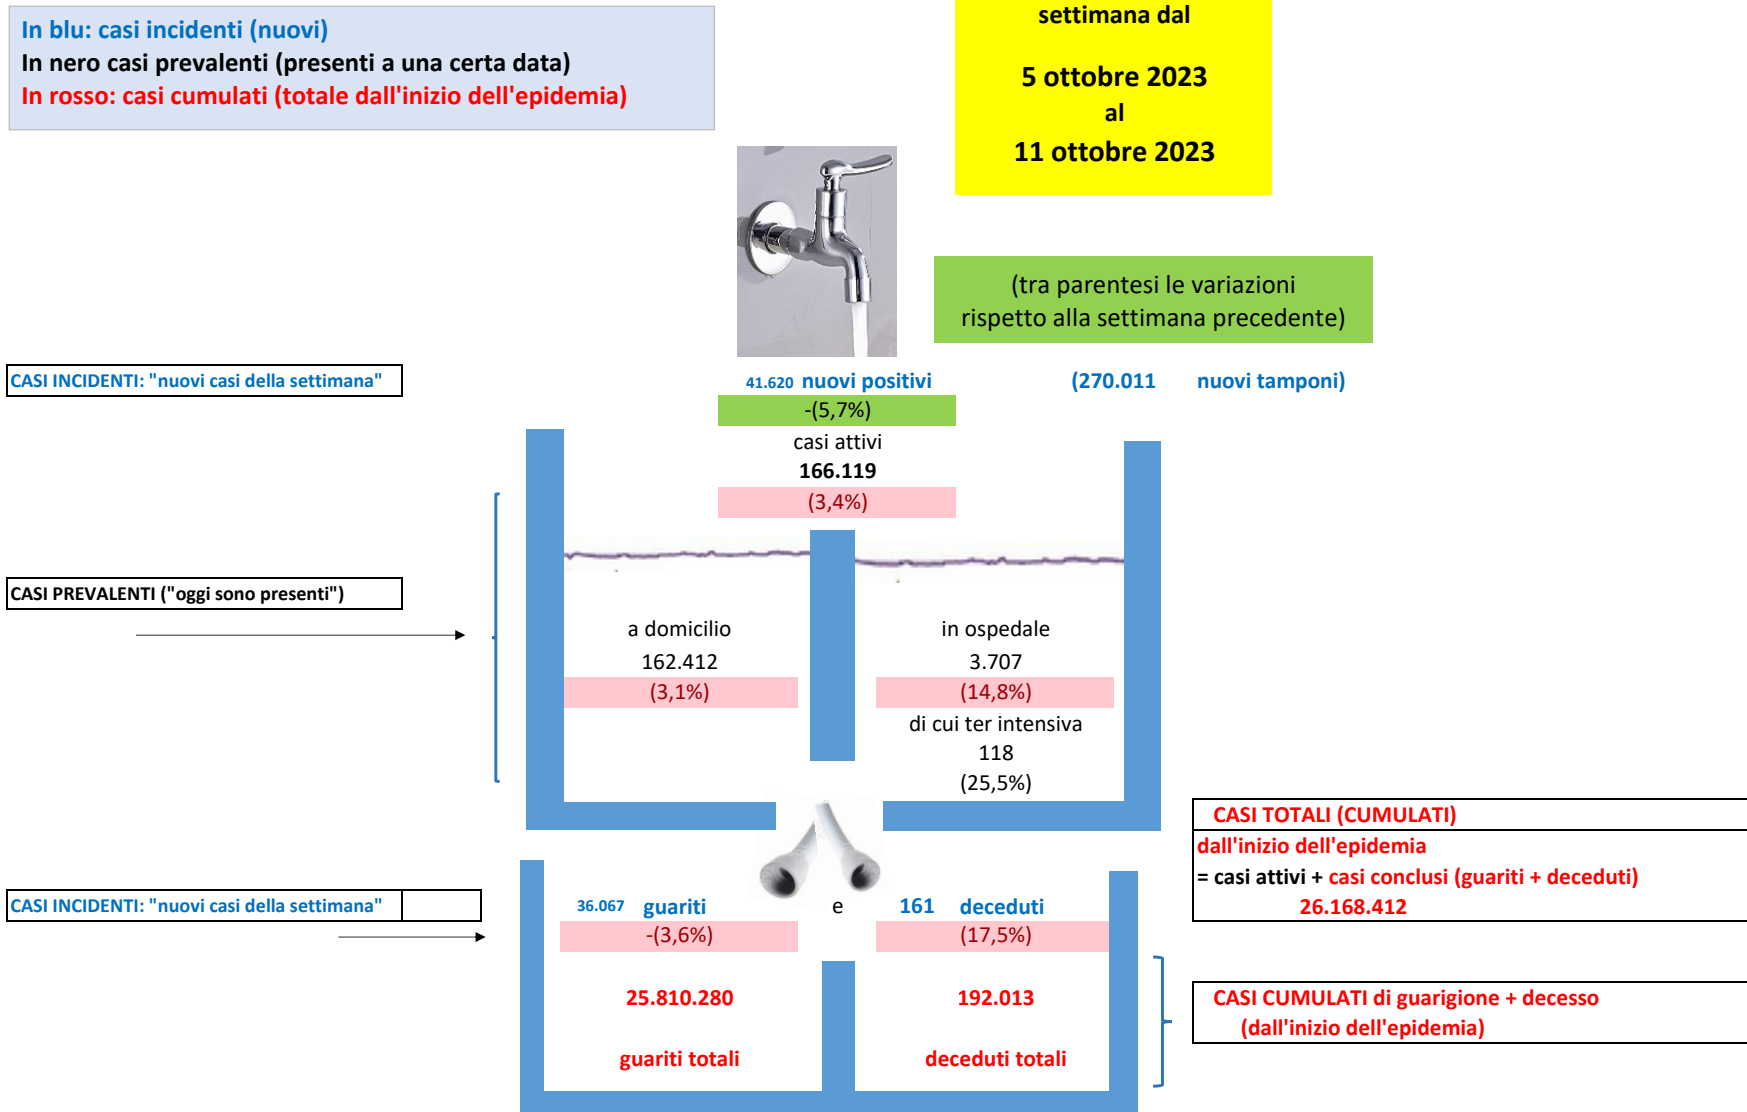 In blu: casi incidenti (nuovi)
In nero casi prevalenti (presenti a una certa data)
In rosso: casi cumulati (totale dall'inizio dell'epidemia)
settimana dal
5 ottobre 2023
al
11 ottobre 2023
(tra parentesi le variazioni
rispetto alla settimana precedente)
CASI INCIDENTI: "nuovi casi della settimana"
41.620 nuovi positivi
(270.011 nuovi tamponi)
-(5,7%)
casi attivi
166.119
(3,4%)
CASI PREVALENTI ("oggi sono presenti")
a domicilio
162.412
(3,1%)
in ospedale
3.707
(14,8%)
di cui ter intensiva
118
(25,5%)
CASI TOTALI (CUMULATI)
dall'inizio dell'epidemia
= casi attivi + casi conclusi (guariti + deceduti)
26.168.412
CASI INCIDENTI: "nuovi casi della settimana"
36.067 guariti
-(3,6%)
e
161 deceduti
(17,5%)
25.810.280
guariti totali
192.013
deceduti totali
CASI CUMULATI di guarigione + decesso
(dall'inizio dell'epidemia)